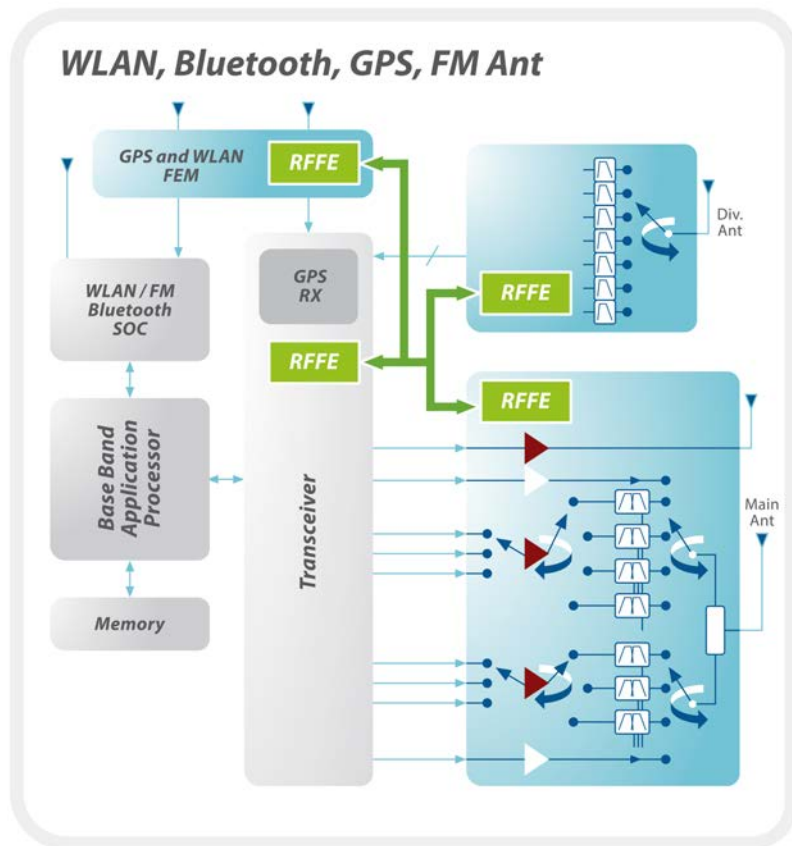 WLAN, Bluetooth, GPS, FM Ant
GPS and WLAN
FEM
RFFE
Div.
Ant
GPS
RX
WLAN / FM
Bluetooth
SOC
RFFE
RFFE
RFFE
Base Band
Application
Processor
Transceiver
Main
Ant
Memory